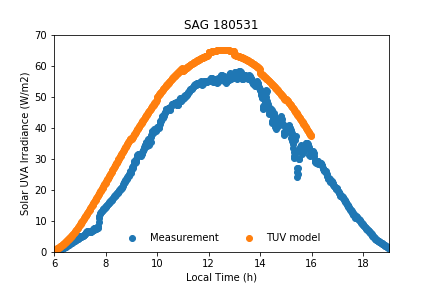 SAG 180531
Solar UVA Irradiance (W/m2)
70
60
50
40
30
20
10
0
Measurement TUV model
6 8 10 12 14 16 18
Local Time (h)